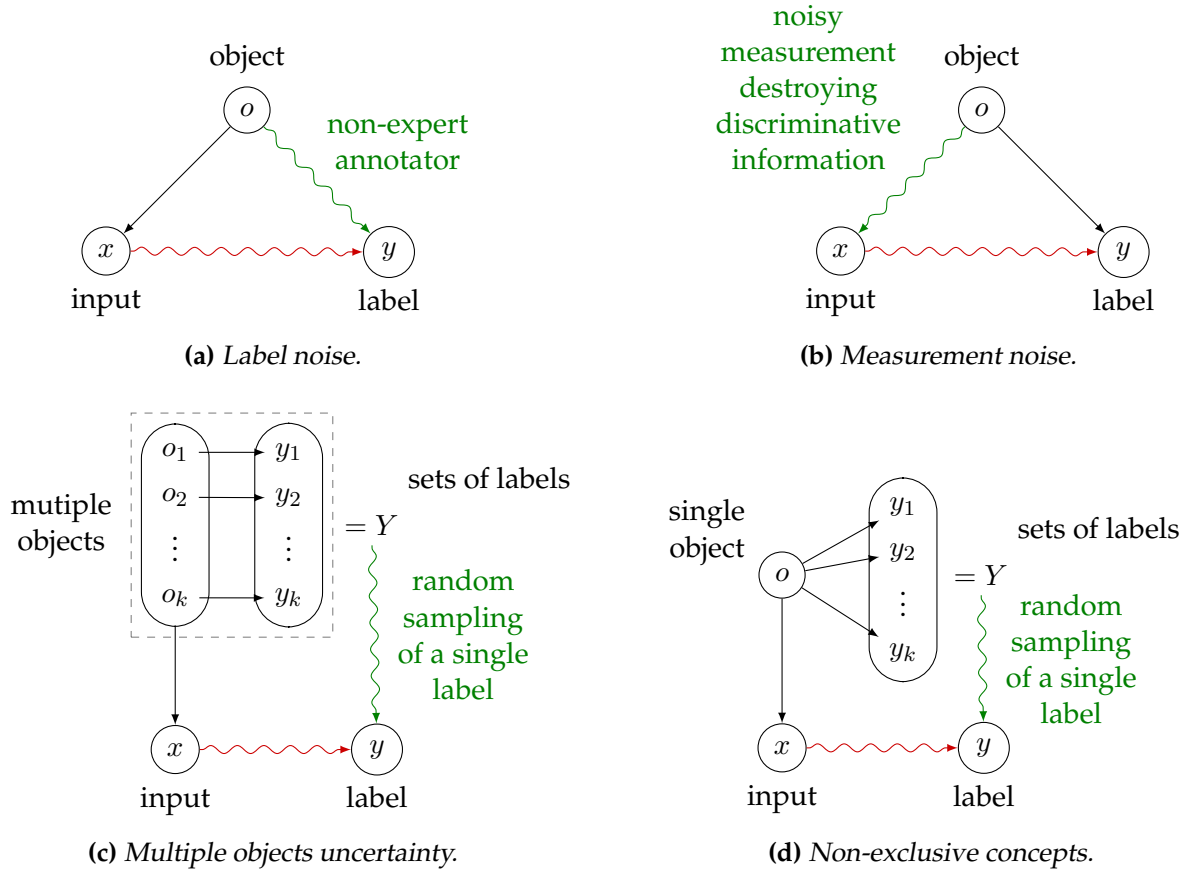 object
o
non-expert
annotator
x
y
input
label
(a) Label noise.
noisy
measurement
destroying
discriminative
information
object
o
x
y
input
label
(b) Measurement noise.
mutiple
objects
o₁
o₂
⋮
oₖ
y₁
y₂
⋮
yₖ
= Y
sets of labels
random
sampling
of a single
label
x
y
input
label
(c) Multiple objects uncertainty.
single
object
o
y₁
y₂
⋮
yₖ
= Y
sets of labels
random
sampling
of a single
label
x
y
input
label
(d) Non-exclusive concepts.